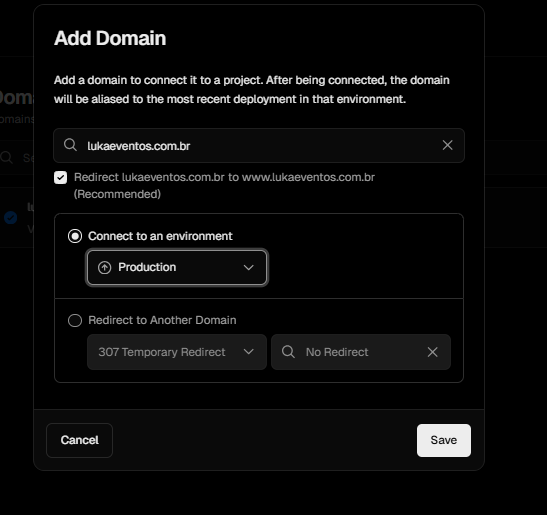 Add Domain
Add a domain to connect it to a project. After being connected, the domain
will be aliased to the most recent deployment in that environment.
lukaeventos.com.br
Redirect lukaeventos.com.br to www.lukaeventos.com.br
(Recommended)
Connect to an environment
Production
Redirect to Another Domain
307 Temporary Redirect
No Redirect
Cancel
Save